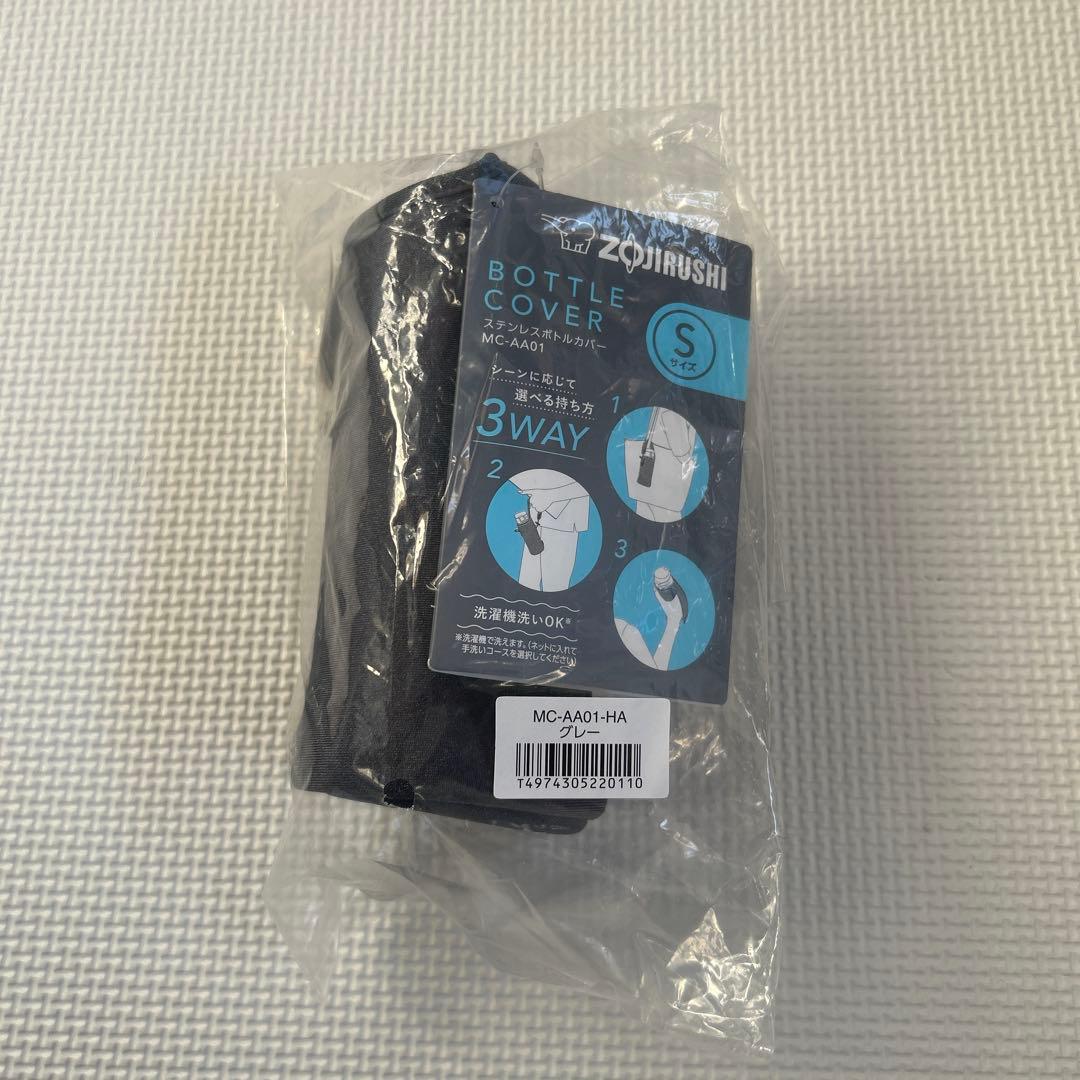 ZOJIRUSHI
BOTTLE
COVER
ステンレスボトルカバー
MC-AA01
S
サイズ
シーンに応じて
選べる持ち方
3WAY
1
2
3
洗濯機洗いOK※
※洗濯機で洗えます。(ネットに入れて
手洗いコースを選択してください)
MC-AA01-HA
グレー
T4974305220110